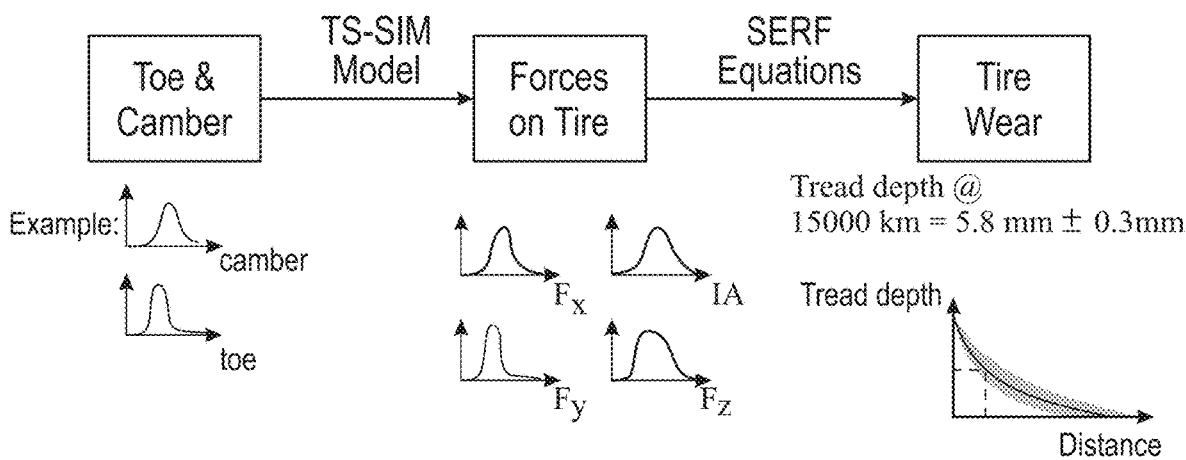 Toe &
Camber
TS-SIM
Model
Forces
on Tire
SERF
Equations
Tire
Wear
Example:
camber
toe
Fx
IA
Fy
Fz
Tread depth @
15000 km = 5.8 mm ± 0.3mm
Tread depth
Distance